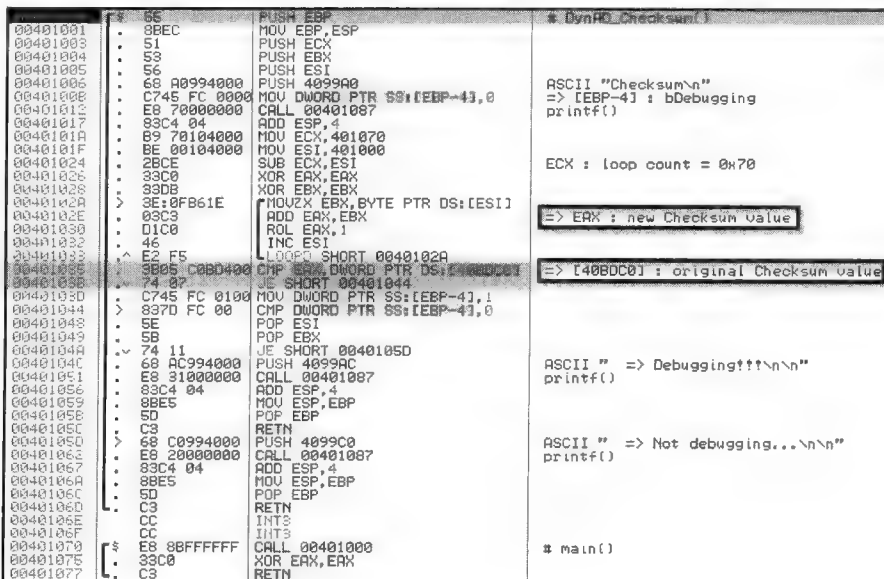 $ 55 PUSH EBP # DynAD_Checksum()
00401001 . 8BEC MOV EBP,ESP
00401003 . 51 PUSH ECX
00401004 . 53 PUSH EBX
00401005 . 56 PUSH ESI
00401006 . 68 A0994000 PUSH 4099A0 ASCII "Checksum\n"
0040100B . C745 FC 0000 MOV DWORD PTR SS:[EBP-4],0 => [EBP-4] : bDebugging
00401012 . E8 70000000 CALL 00401087 printf()
00401017 . 83C4 04 ADD ESP,4
0040101A . B9 70104000 MOV ECX,401070
0040101F . BE 00104000 MOV ESI,401000
00401024 . 2BCE SUB ECX,ESI ECX : loop count = 0x70
00401026 . 33C0 XOR EAX,EAX
00401028 . 33DB XOR EBX,EBX
0040102A > 3E:0FB61E MOVZX EBX,BYTE PTR DS:[ESI]
0040102E . 03C3 ADD EAX,EBX => EAX : new Checksum value
00401030 . D1C0 ROL EAX,1
00401032 . 46 INC ESI
00401033 .^ E2 F5 LOOPD SHORT 0040102A
00401035 . 3B05 C0BD400 CMP EAX,DWORD PTR DS:[40BDC0] => [40BDC0] : original Checksum value
0040103B .v 74 07 JE SHORT 00401044
0040103D . C745 FC 0100 MOV DWORD PTR SS:[EBP-4],1
00401044 > 837D FC 00 CMP DWORD PTR SS:[EBP-4],0
00401048 . 5E POP ESI
00401049 . 5B POP EBX
0040104A .v 74 11 JE SHORT 0040105D
0040104C . 68 AC994000 PUSH 4099AC ASCII " => Debugging!!!\n\n"
00401051 . E8 31000000 CALL 00401087 printf()
00401056 . 83C4 04 ADD ESP,4
00401059 . 8BE5 MOV ESP,EBP
0040105B . 5D POP EBP
0040105C . C3 RETN
0040105D > 68 C0994000 PUSH 4099C0 ASCII " => Not debugging...\n\n"
00401062 . E8 20000000 CALL 00401087 printf()
00401067 . 83C4 04 ADD ESP,4
0040106A . 8BE5 MOV ESP,EBP
0040106C . 5D POP EBP
0040106D . C3 RETN
0040106E CC INT3
0040106F CC INT3
00401070 $ E8 8BFFFFFF CALL 00401000 # main()
00401075 . 33C0 XOR EAX,EAX
00401077 . C3 RETN